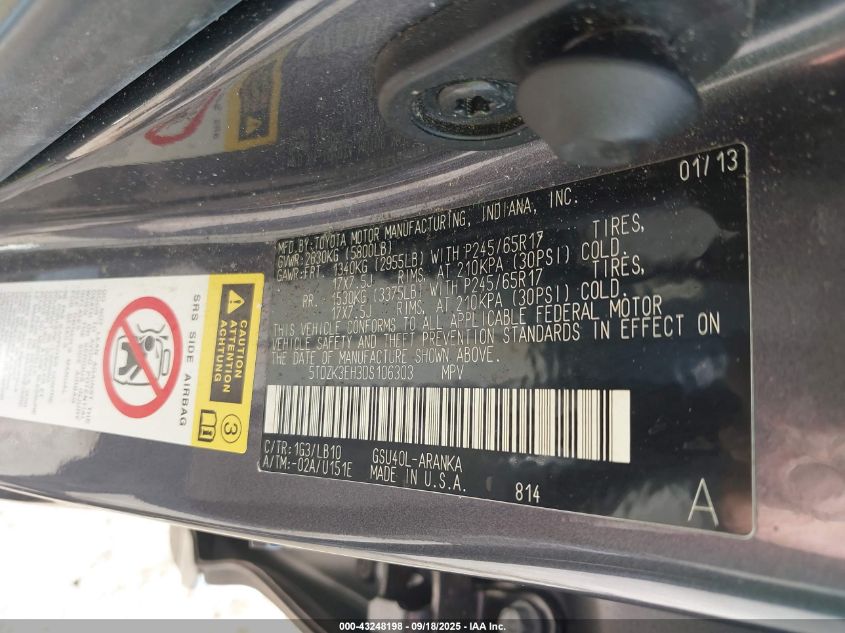 01/13
MFD.BY:TOYOTA MOTOR MANUFACTURING, INDIANA, INC.
GVWR:2630KG (5800LB)
GAWR:FRT 1340KG (2955LB) WITH P245/65R17 TIRES,
17X7.5J RIMS, AT 210KPA (30PSI) COLD.
RR 1530KG (3375LB) WITH P245/65R17 TIRES,
17X7.5J RIMS, AT 210KPA (30PSI) COLD.
THIS VEHICLE CONFORMS TO ALL APPLICABLE FEDERAL MOTOR
VEHICLE SAFETY AND THEFT PREVENTION STANDARDS IN EFFECT ON
THE DATE OF MANUFACTURE SHOWN ABOVE.
5TDZK3EH3DS106303 MPV
C/TR:1G3/LB10 GSU40L-ARANKA
A/TM:-02A/U151E MADE IN U.S.A.
814
A
CAUTION
ATTENTION
ACHTUNG
3
SRS SIDE AIRBAG
000-43248198 - 09/18/2025 - IAA Inc.